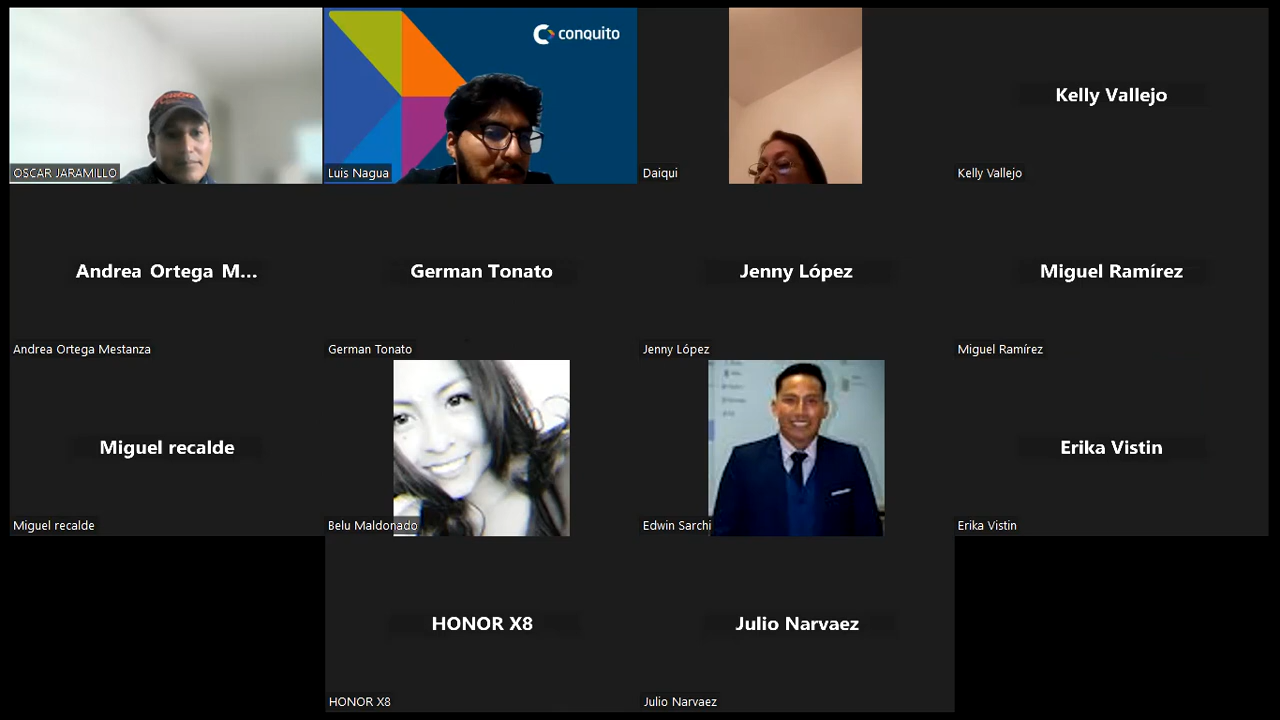 conquito
Kelly Vallejo
OSCAR JARAMILLO
Luis Nagua
Daiqui
Kelly Vallejo
Andrea Ortega M...
German Tonato
Jenny López
Miguel Ramírez
Andrea Ortega Mestanza
German Tonato
Jenny López
Miguel Ramírez
Miguel recalde
Erika Vistin
Miguel recalde
Belu Maldonado
Edwin Sarchi
Erika Vistin
HONOR X8
Julio Narvaez
HONOR X8
Julio Narvaez